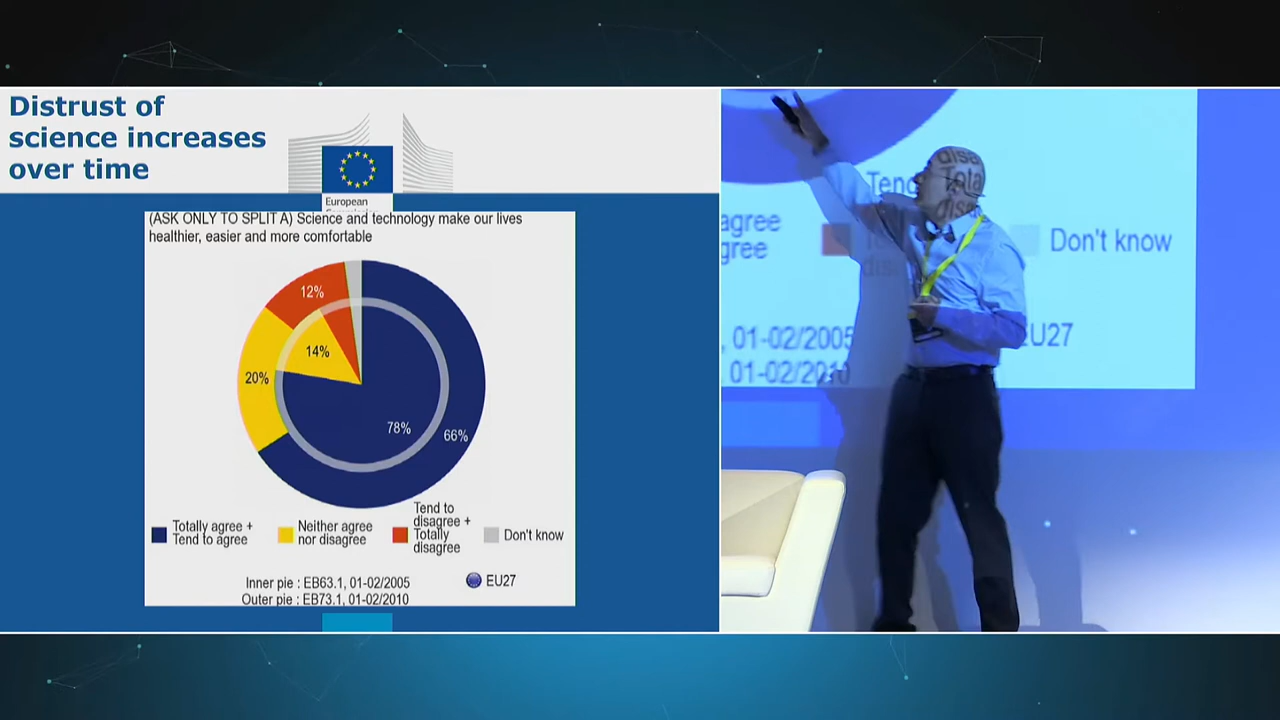 Distrust of
science increases
over time
European
(ASK ONLY TO SPLIT A) Science and technology make our lives
healthier, easier and more comfortable
12%
14%
20%
78%
66%
Totally agree +
Tend to agree
Neither agree
nor disagree
Tend to
disagree +
Totally
disagree
Don't know
Inner pie : EB63.1, 01-02/2005
Outer pie : EB73.1, 01-02/2010
EU27
disa
Tota
disa
Tend
agree
gree
Don't know
, 01-02/2005
01-02/2010
EU27